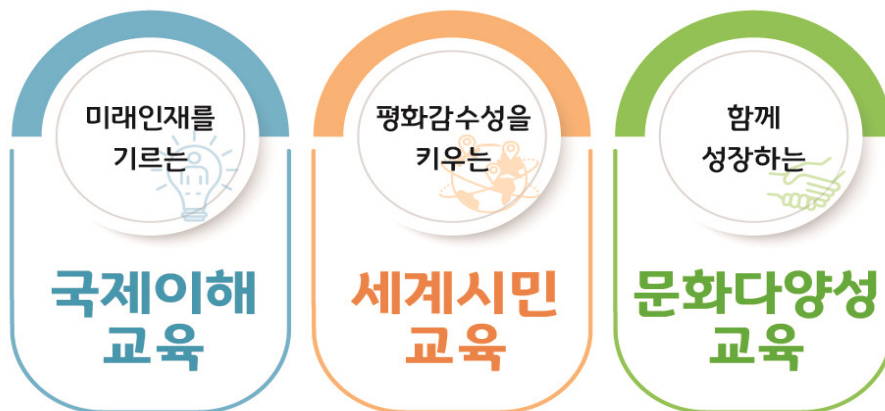 미래인재를
기르는
국제이해
교육
평화감수성을
키우는
세계시민
교육
함께
성장하는
문화다양성
교육